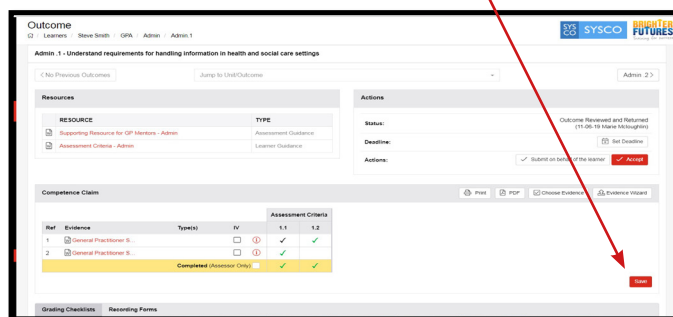 Outcome
Learners / Steve Smith / GPA / Admin / Admin.1
SYS CO SYSCO BRIGHTER FUTURES
Admin .1 - Understand requirements for handling information in health and social care settings
< No Previous Outcomes Jump to Unit/Outcome Admin 2 >
Resources Actions
RESOURCE TYPE
Supporting Resource for GP Mentors - Admin Assessment Guidance
Assessment Criteria - Admin Learner Guidance
Status: Outcome Reviewed and Returned
(11-06-19 Marie Mcloughlin)
Deadline: Set Deadline
Actions: Submit on behalf of the learner Accept
Competence Claim Print PDF Choose Evidence Evidence Wizard
Assessment Criteria
Ref Evidence Type(s) IV 1.1 1.2
1 General Practitioner S...
2 General Practitioner S...
Completed (Assessor Only)
Save
Grading Checklists Recording Forms